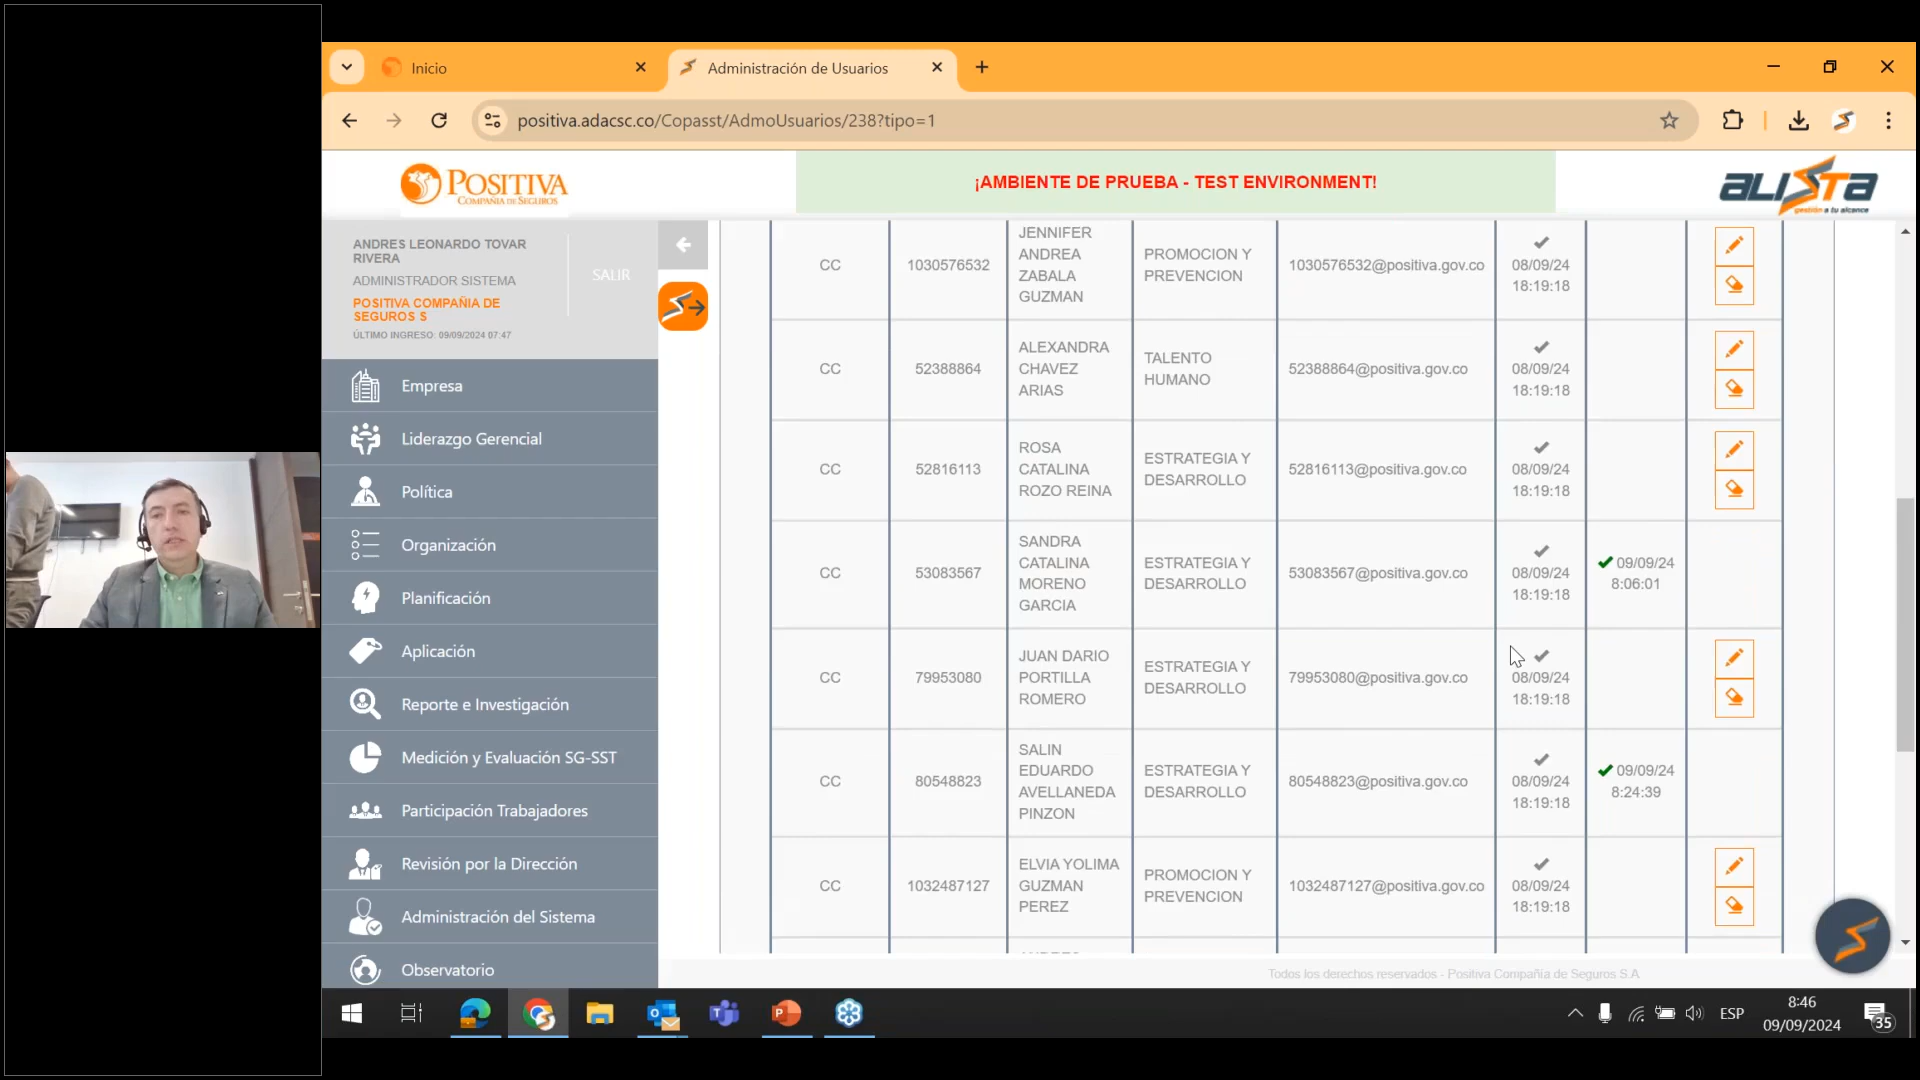 Inicio
Administración de Usuarios
positiva.adacsc.co/Copasst/AdmoUsuarios/238?tipo=1
POSITIVA
COMPAÑIA DE SEGUROS
¡AMBIENTE DE PRUEBA - TEST ENVIRONMENT!
ALISTA
gestión a tu alcance
ANDRES LEONARDO TOVAR
RIVERA
ADMINISTRADOR SISTEMA
POSITIVA COMPAÑIA DE
SEGUROS S
ÚLTIMO INGRESO: 09/09/2024 07:47
SALIR
Empresa
Liderazgo Gerencial
Política
Organización
Planificación
Aplicación
Reporte e Investigación
Medición y Evaluación SG-SST
Participación Trabajadores
Revisión por la Dirección
Administración del Sistema
Observatorio
CC
1030576532
JENNIFER
ANDREA
ZABALA
GUZMAN
PROMOCION Y
PREVENCION
1030576532@positiva.gov.co
08/09/24
18:19:18
CC
52388864
ALEXANDRA
CHAVEZ
ARIAS
TALENTO
HUMANO
52388864@positiva.gov.co
08/09/24
18:19:18
CC
52816113
ROSA
CATALINA
ROZO REINA
ESTRATEGIA Y
DESARROLLO
52816113@positiva.gov.co
08/09/24
18:19:18
CC
53083567
SANDRA
CATALINA
MORENO
GARCIA
ESTRATEGIA Y
DESARROLLO
53083567@positiva.gov.co
08/09/24
18:19:18
09/09/24
8:06:01
CC
79953080
JUAN DARIO
PORTILLA
ROMERO
ESTRATEGIA Y
DESARROLLO
79953080@positiva.gov.co
08/09/24
18:19:18
CC
80548823
SALIN
EDUARDO
AVELLANEDA
PINZON
ESTRATEGIA Y
DESARROLLO
80548823@positiva.gov.co
08/09/24
18:19:18
09/09/24
8:24:39
CC
1032487127
ELVIA YOLIMA
GUZMAN
PEREZ
PROMOCION Y
PREVENCION
1032487127@positiva.gov.co
08/09/24
18:19:18
Todos los derechos reservados - Positiva Compañia de Seguros S.A
ESP
8:46
09/09/2024
35